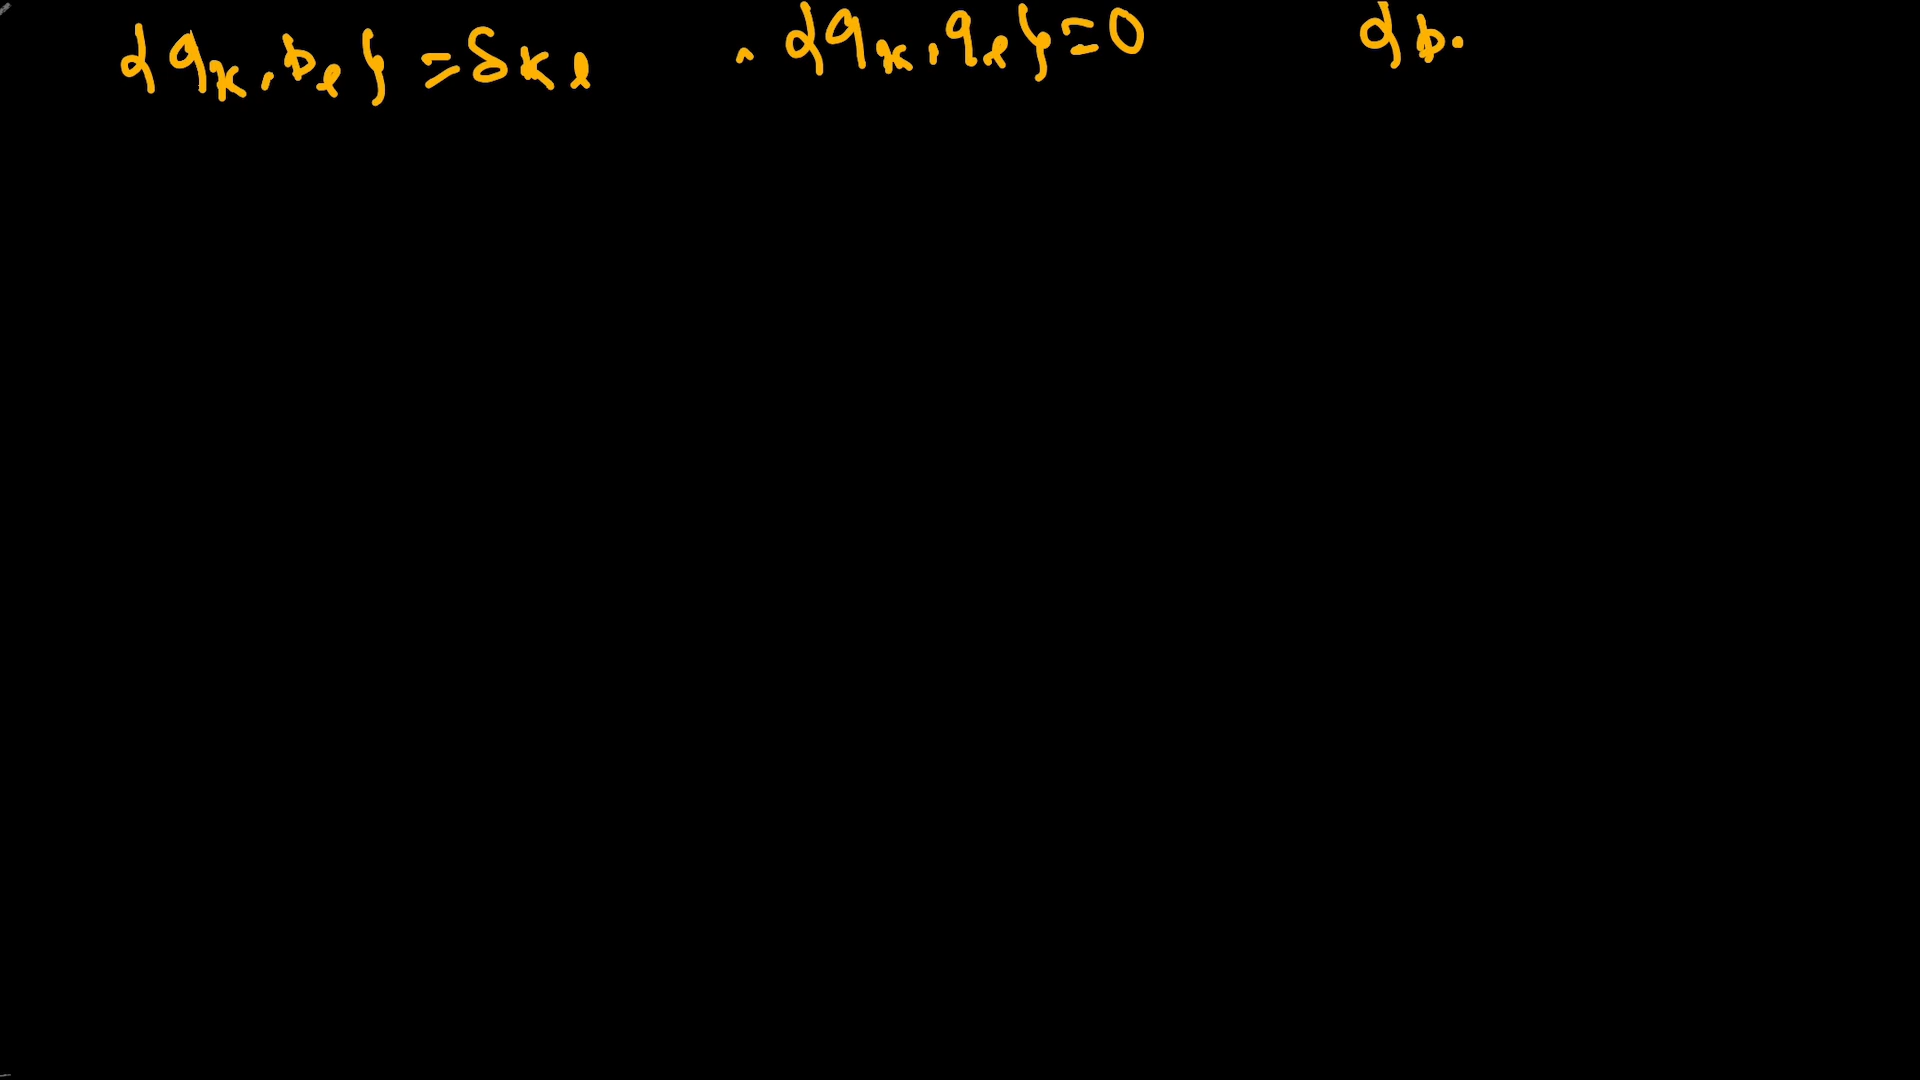 {q_k, p_l} = δ_kl , {q_k, q_l} = 0 {p.